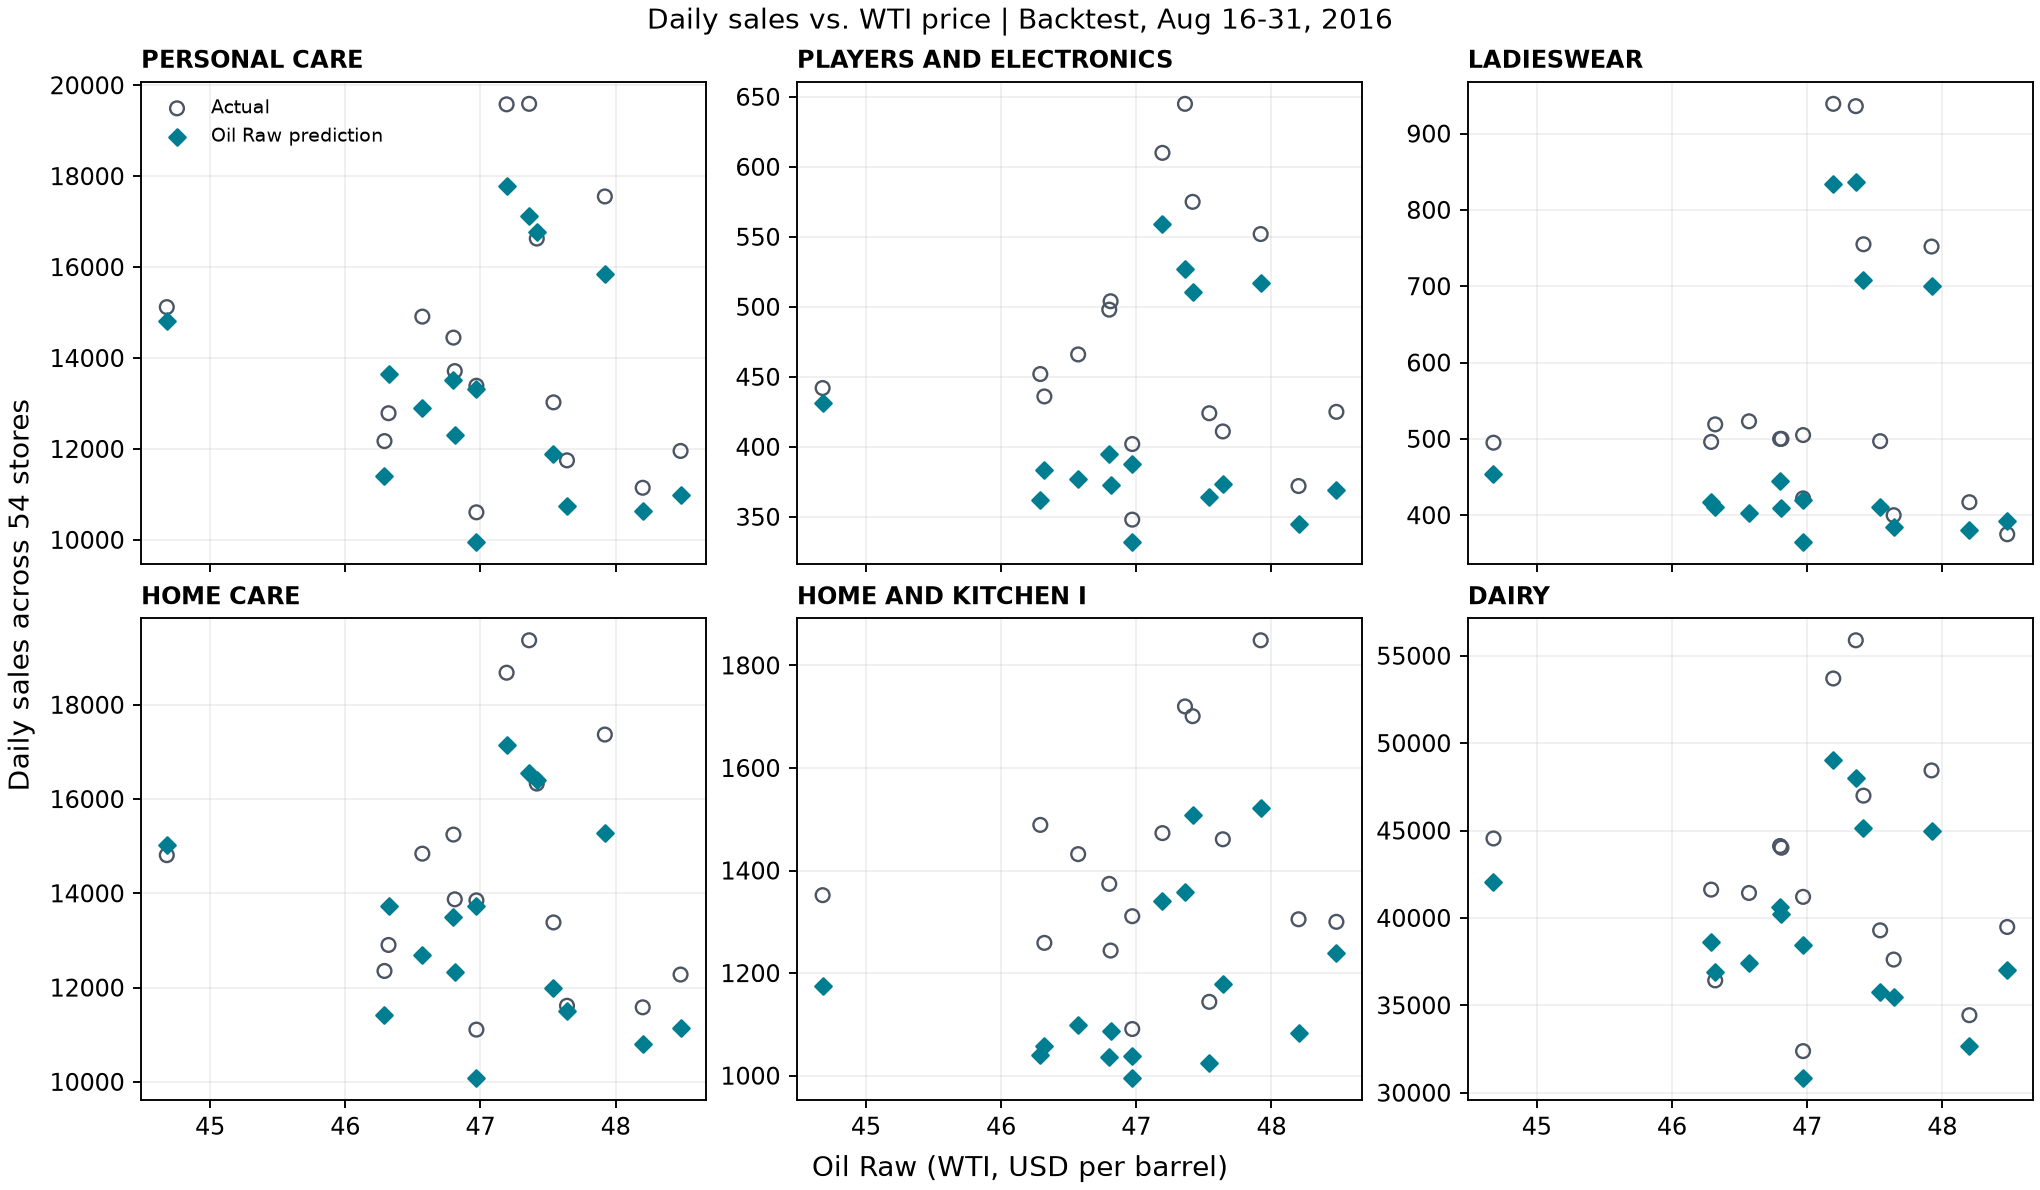 Daily sales vs. WTI price | Backtest, Aug 16-31, 2016
PERSONAL CARE
20000
18000
16000
14000
12000
10000
Actual
Oil Raw prediction
PLAYERS AND ELECTRONICS
650
600
550
500
450
400
350
LADIESWEAR
900
800
700
600
500
400
Daily sales across 54 stores
HOME CARE
18000
16000
14000
12000
10000
45 46 47 48
HOME AND KITCHEN I
1800
1600
1400
1200
1000
45 46 47 48
DAIRY
55000
50000
45000
40000
35000
30000
45 46 47 48
Oil Raw (WTI, USD per barrel)